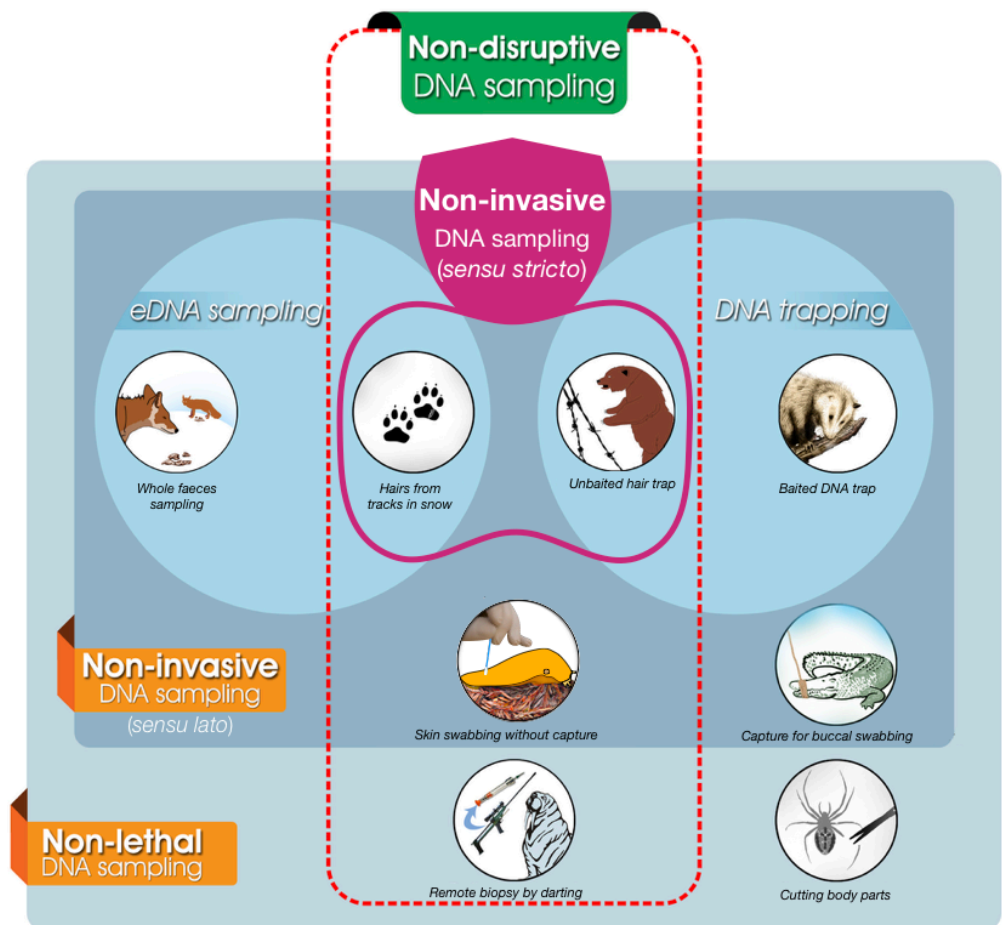 Non-disruptive
DNA sampling
Non-invasive
DNA sampling
(sensu stricto)
eDNA sampling
DNA trapping
Whole faeces
sampling
Hairs from
tracks in snow
Unbaited hair trap
Baited DNA trap
Non-invasive
DNA sampling
(sensu lato)
Skin swabbing without capture
Capture for buccal swabbing
Non-lethal
DNA sampling
Remote biopsy by darting
Cutting body parts